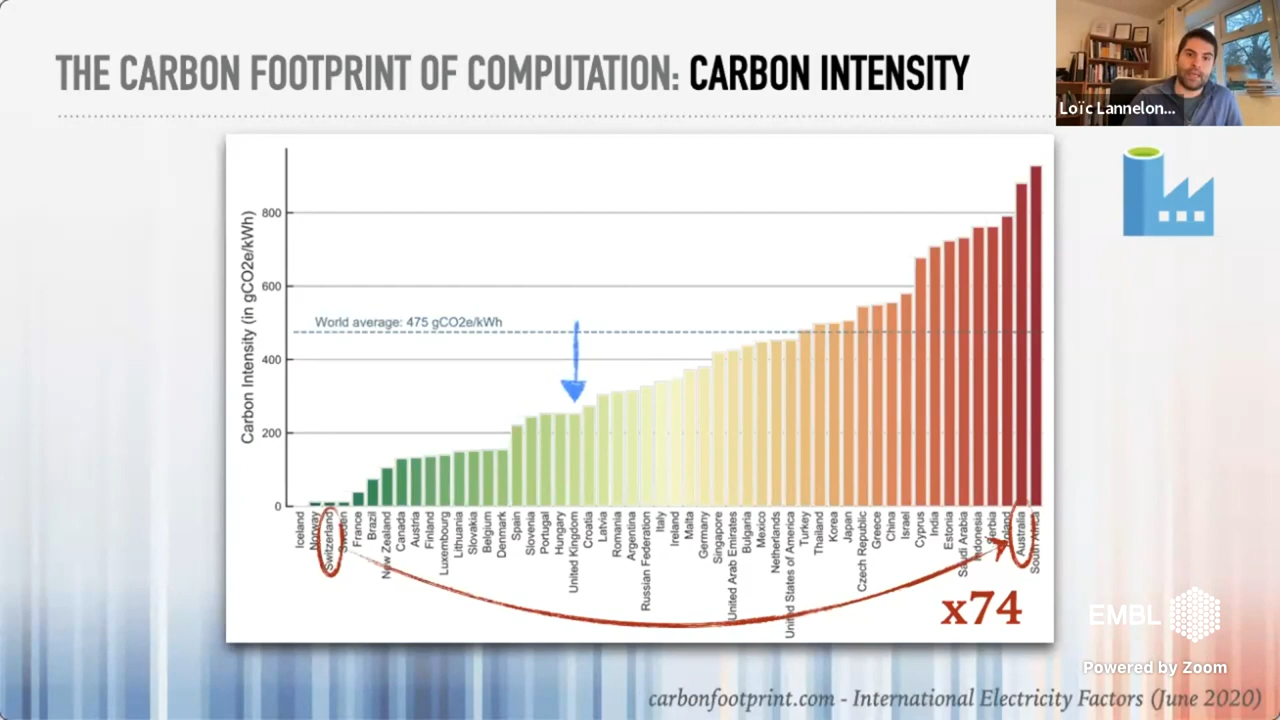 THE CARBON FOOTPRINT OF COMPUTATION: CARBON INTENSITY
Loïc Lannelon...
Carbon Intensity (in gCO2e/kWh)
800
600
World average: 475 gCO2e/kWh
400
200
0
Iceland
Norway
Switzerland
Sweden
France
Brazil
New Zealand
Canada
Austria
Finland
Luxembourg
Lithuania
Slovakia
Belgium
Denmark
Spain
Slovenia
Portugal
Hungary
United Kingdom
Croatia
Latvia
Romania
Argentina
Russian Federation
Italy
Ireland
Malta
Germany
Singapore
United Arab Emirates
Bulgaria
Mexico
Netherlands
United States of America
Turkey
Thailand
Korea
Japan
Czech Republic
Greece
China
Israel
Cyprus
India
Estonia
Saudi Arabia
Indonesia
Serbia
Poland
Australia
South Africa
x74
EMBL
Powered by Zoom
carbonfootprint.com - International Electricity Factors (June 2020)